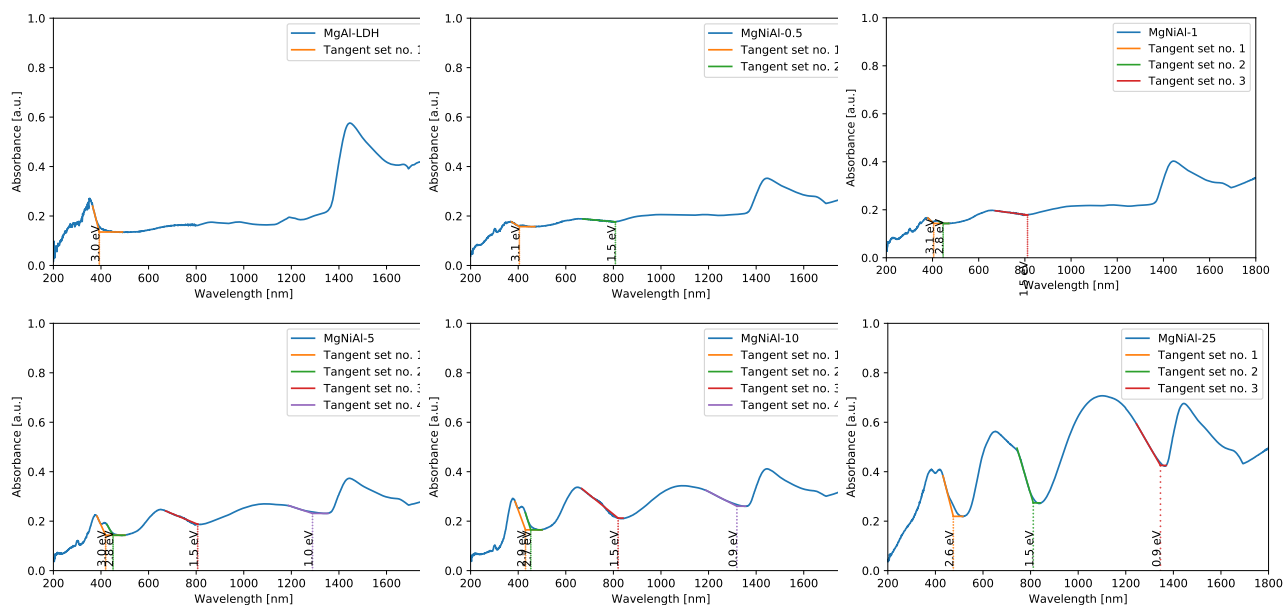 1.0
0.8
0.6
0.4
0.2
0.0
Absorbance [a.u.]
MgAl-LDH
Tangent set no. 1
3.0 eV
200 400 600 800 1000 1200 1400 1600
Wavelength [nm]
1.0
0.8
0.6
0.4
0.2
0.0
Absorbance [a.u.]
MgNiAl-0.5
Tangent set no. 1
Tangent set no. 2
3.1 eV
1.5 eV
200 400 600 800 1000 1200 1400 1600
Wavelength [nm]
1.0
0.8
0.6
0.4
0.2
0.0
Absorbance [a.u.]
MgNiAl-1
Tangent set no. 1
Tangent set no. 2
Tangent set no. 3
3.1 eV
2.8 eV
1.5 eV
200 400 600 800 1000 1200 1400 1600 1800
Wavelength [nm]
1.0
0.8
0.6
0.4
0.2
0.0
Absorbance [a.u.]
MgNiAl-5
Tangent set no. 1
Tangent set no. 2
Tangent set no. 3
Tangent set no. 4
3.0 eV
2.8 eV
1.5 eV
1.0 eV
200 400 600 800 1000 1200 1400 1600
Wavelength [nm]
1.0
0.8
0.6
0.4
0.2
0.0
Absorbance [a.u.]
MgNiAl-10
Tangent set no. 1
Tangent set no. 2
Tangent set no. 3
Tangent set no. 4
2.9 eV
2.7 eV
1.5 eV
0.9 eV
200 400 600 800 1000 1200 1400 1600
Wavelength [nm]
1.0
0.8
0.6
0.4
0.2
0.0
Absorbance [a.u.]
MgNiAl-25
Tangent set no. 1
Tangent set no. 2
Tangent set no. 3
2.6 eV
1.5 eV
0.9 eV
200 400 600 800 1000 1200 1400 1600 1800
Wavelength [nm]